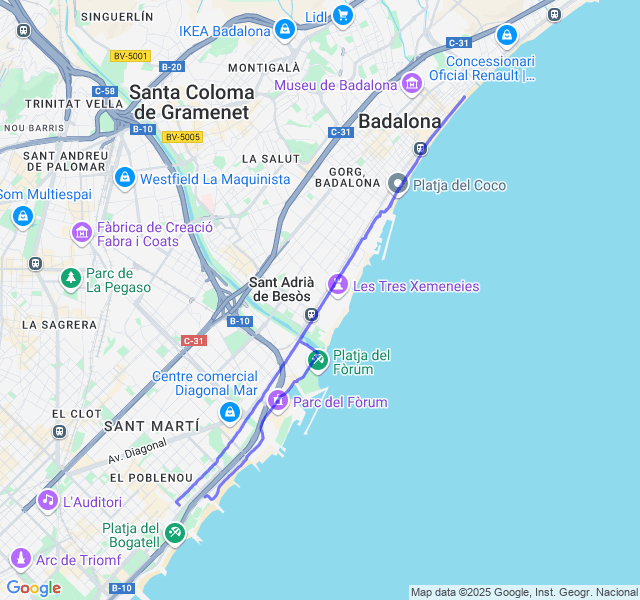 SINGUERLÍN
Lidl
IKEA Badalona
BV-5001
B-20
C-31
Concessionari
Oficial Renault |...
MONTIGALÀ
Museu de Badalona
C-58
Santa Coloma
de Gramenet
TRINITAT VELLA
NOU BARRIS
B-10
BV-5005
C-31
Badalona
SANT ANDREU
DE PALOMAR
LA SALUT
GORG,
BADALONA
Platja del Coco
Westfield La Maquinista
Som Multiespai
Fàbrica de Creació
Fabra i Coats
Parc de
La Pegaso
Sant Adrià
de Besòs
Les Tres Xemeneies
LA SAGRERA
B-10
C-31
Platja del
Fòrum
Centre comercial
Diagonal Mar
Parc del Fòrum
EL CLOT
SANT MARTÍ
Av. Diagonal
EL POBLENOU
L'Auditori
Platja del
Bogatell
Arc de Triomf
B-10
Google
Map data ©2025 Google, Inst. Geogr. Nacional